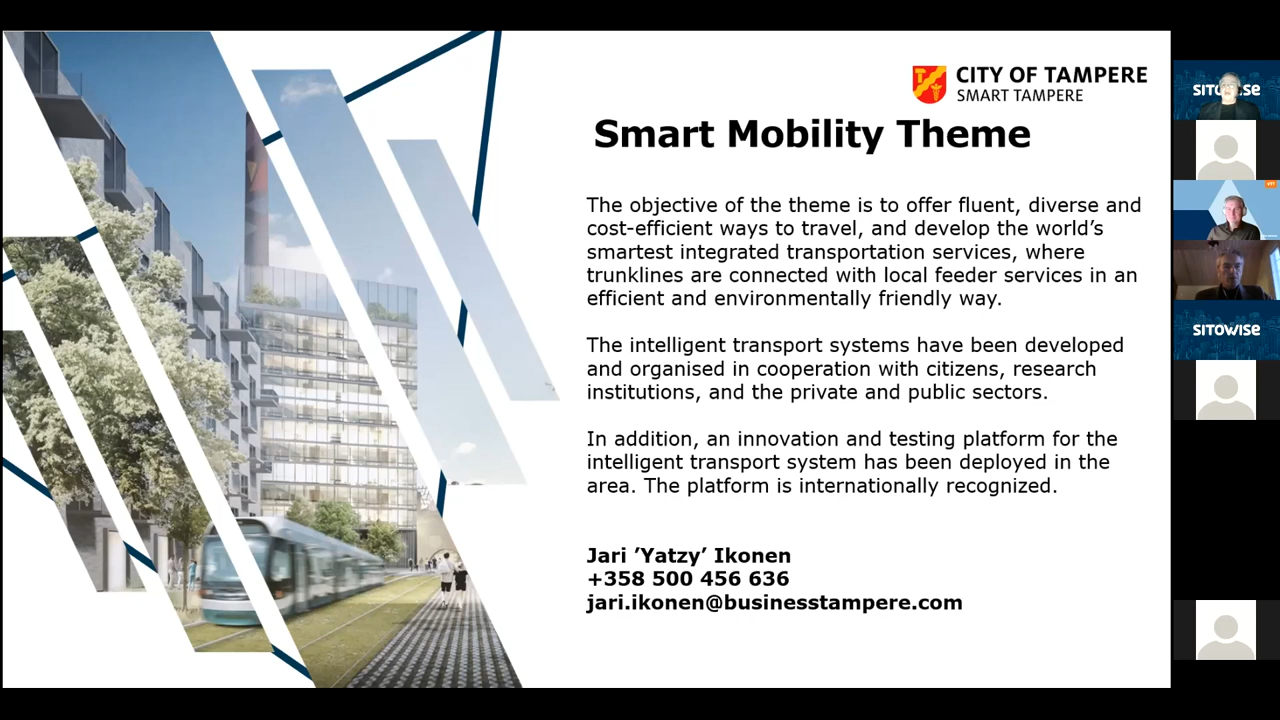 CITY OF TAMPERE
SMART TAMPERE
Smart Mobility Theme
The objective of the theme is to offer fluent, diverse and
cost-efficient ways to travel, and develop the world's
smartest integrated transportation services, where
trunklines are connected with local feeder services in an
efficient and environmentally friendly way.
The intelligent transport systems have been developed
and organised in cooperation with citizens, research
institutions, and the private and public sectors.
In addition, an innovation and testing platform for the
intelligent transport system has been deployed in the
area. The platform is internationally recognized.
Jari ’Yatzy’ Ikonen
+358 500 456 636
jari.ikonen@businesstampere.com
SITOWISE